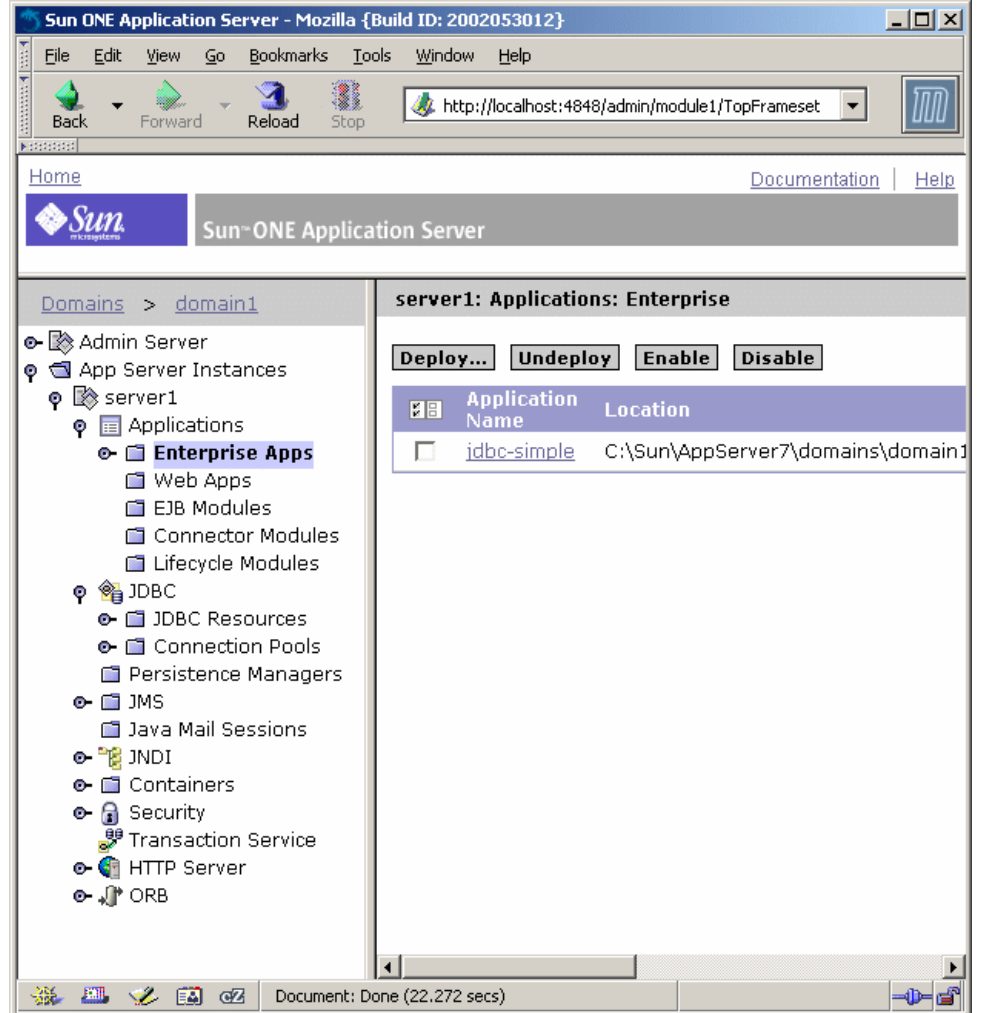 Sun ONE Application Server - Mozilla {Build ID: 2002053012}
File Edit View Go Bookmarks Tools Window Help
Back Forward Reload Stop http://localhost:4848/admin/module1/TopFrameset
Home Documentation Help
Sun microsystems Sun™ ONE Application Server
Domains > domain1
Admin Server
App Server Instances
server1
Applications
Enterprise Apps
Web Apps
EJB Modules
Connector Modules
Lifecycle Modules
JDBC
JDBC Resources
Connection Pools
Persistence Managers
JMS
Java Mail Sessions
JNDI
Containers
Security
Transaction Service
HTTP Server
ORB
server1: Applications: Enterprise
Deploy... Undeploy Enable Disable
Application Name Location
jdbc-simple C:\Sun\AppServer7\domains\domain1
Document: Done (22.272 secs)